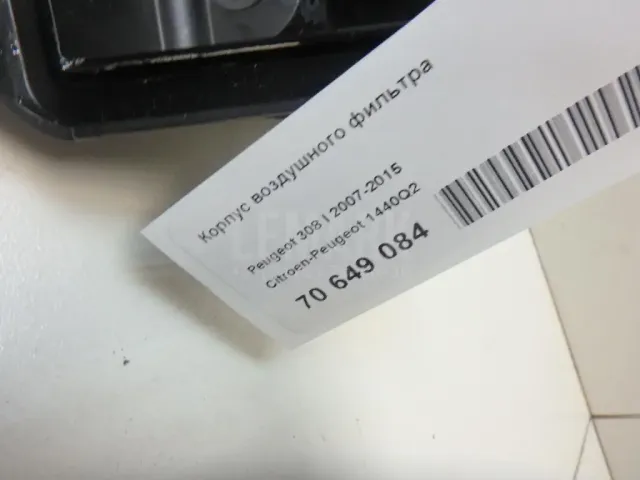 Корпус воздушного фильтра
Peugeot 308 I 2007-2015
Citroen-Peugeot 1440Q2
70 649 084